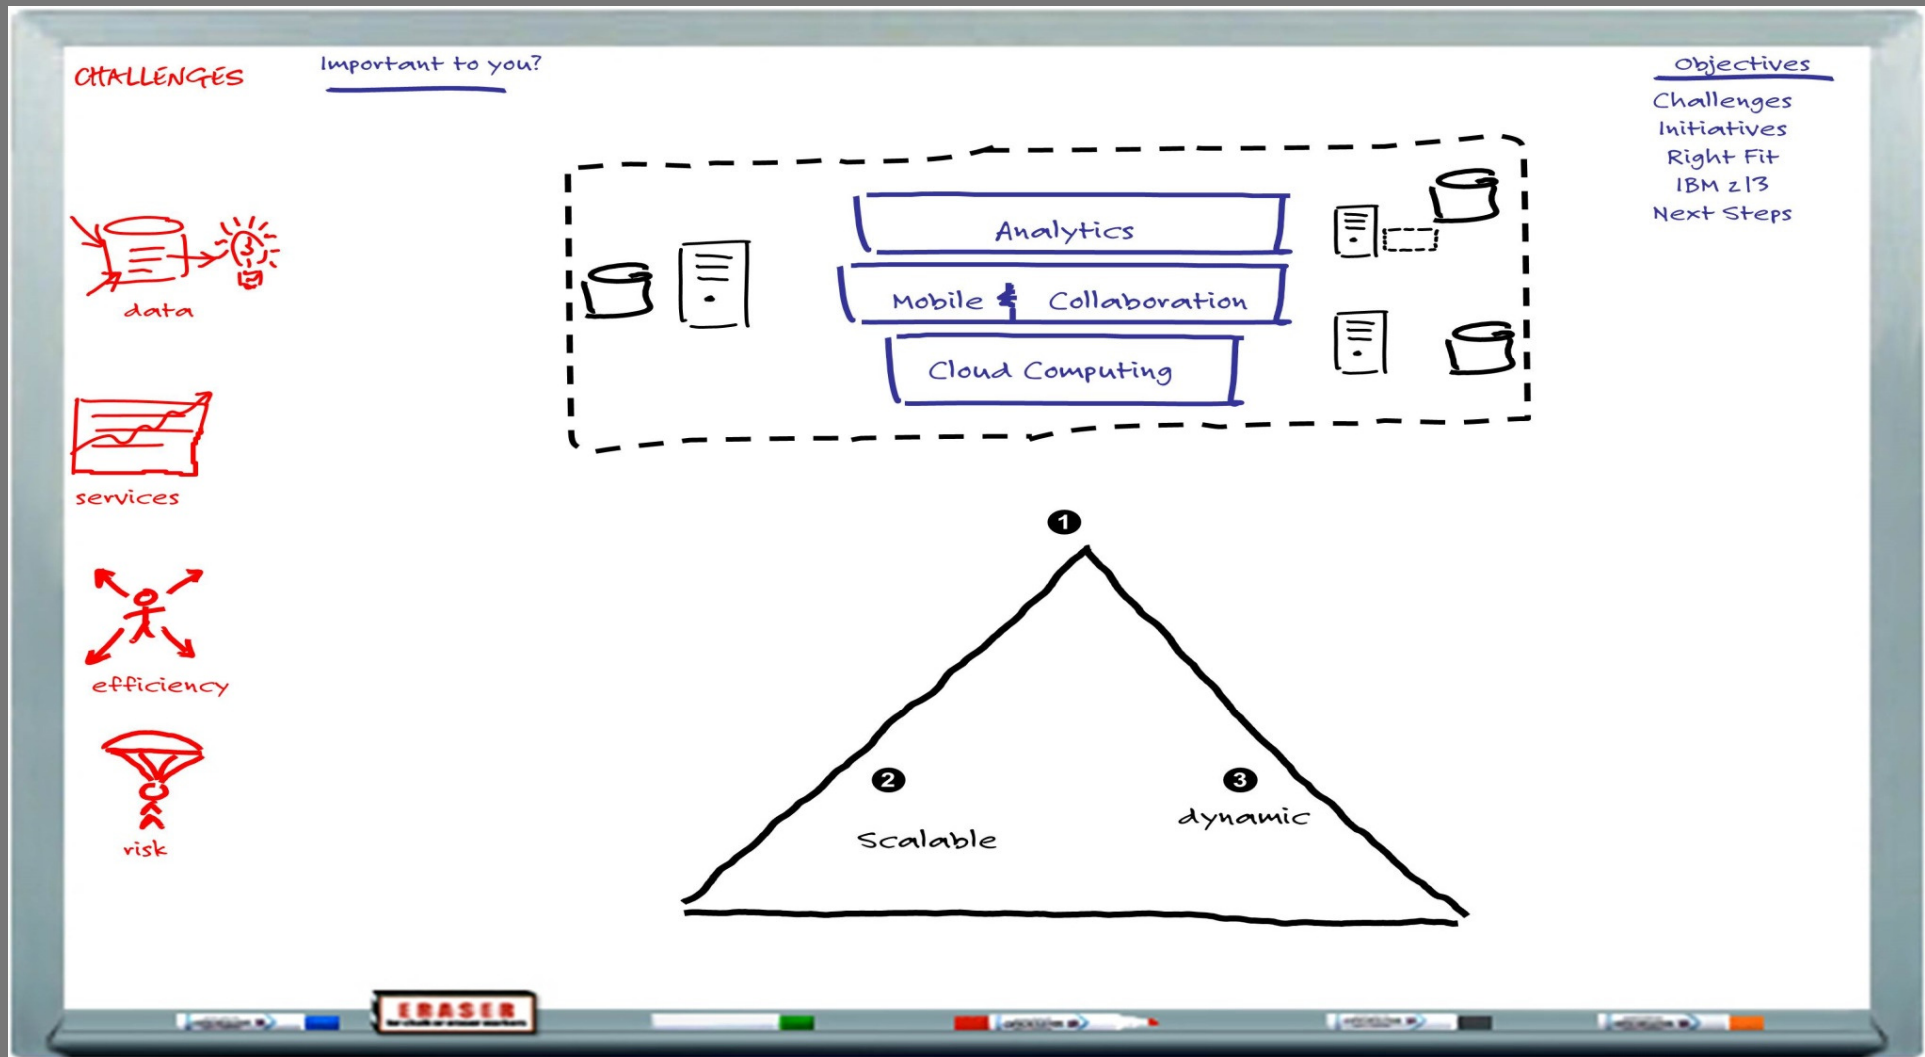 CHALLENGES
Important to you?
Objectives
Challenges
Initiatives
Right Fit
IBM z13
Next Steps
Analytics
Mobile & Collaboration
Cloud Computing
3
data
services
efficiency
risk
1
2
3
Scalable
dynamic
ERASER